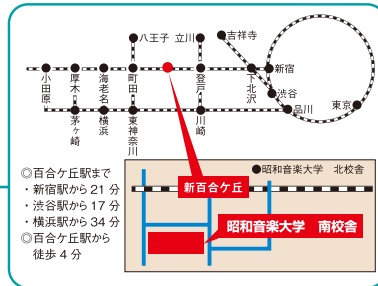 八王子 立川
吉祥寺
小田原
厚木
海老名
町田
登戸
下北沢
新宿
渋谷
品川
東京
茅ヶ崎
横浜
東神奈川
川崎
◎百合ケ丘駅まで
・新宿駅から 21 分
・渋谷駅から 17 分
・横浜駅から 34 分
◎百合ケ丘駅から
徒歩 4 分
新百合ケ丘
昭和音楽大学 北校舎
昭和音楽大学 南校舎